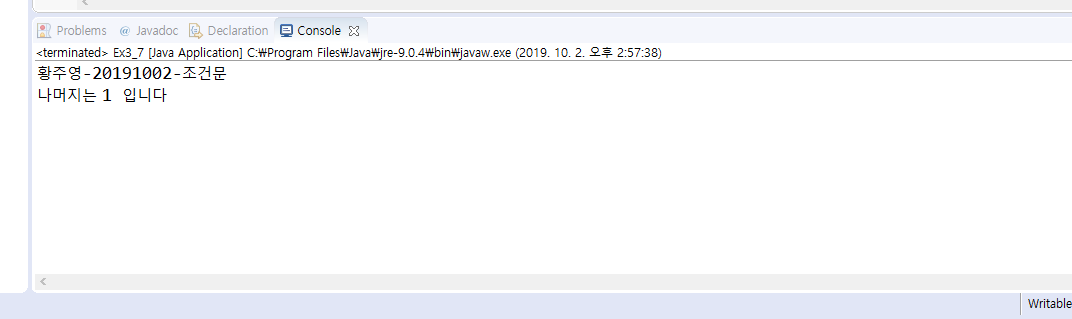 Problems @ Javadoc Declaration Console
<terminated> Ex3_7 [Java Application] C:₩Program Files₩Java₩jre-9.0.4₩bin₩javaw.exe (2019. 10. 2. 오후 2:57:38)
황주영-20191002-조건문
나머지는 1 입니다
Writable